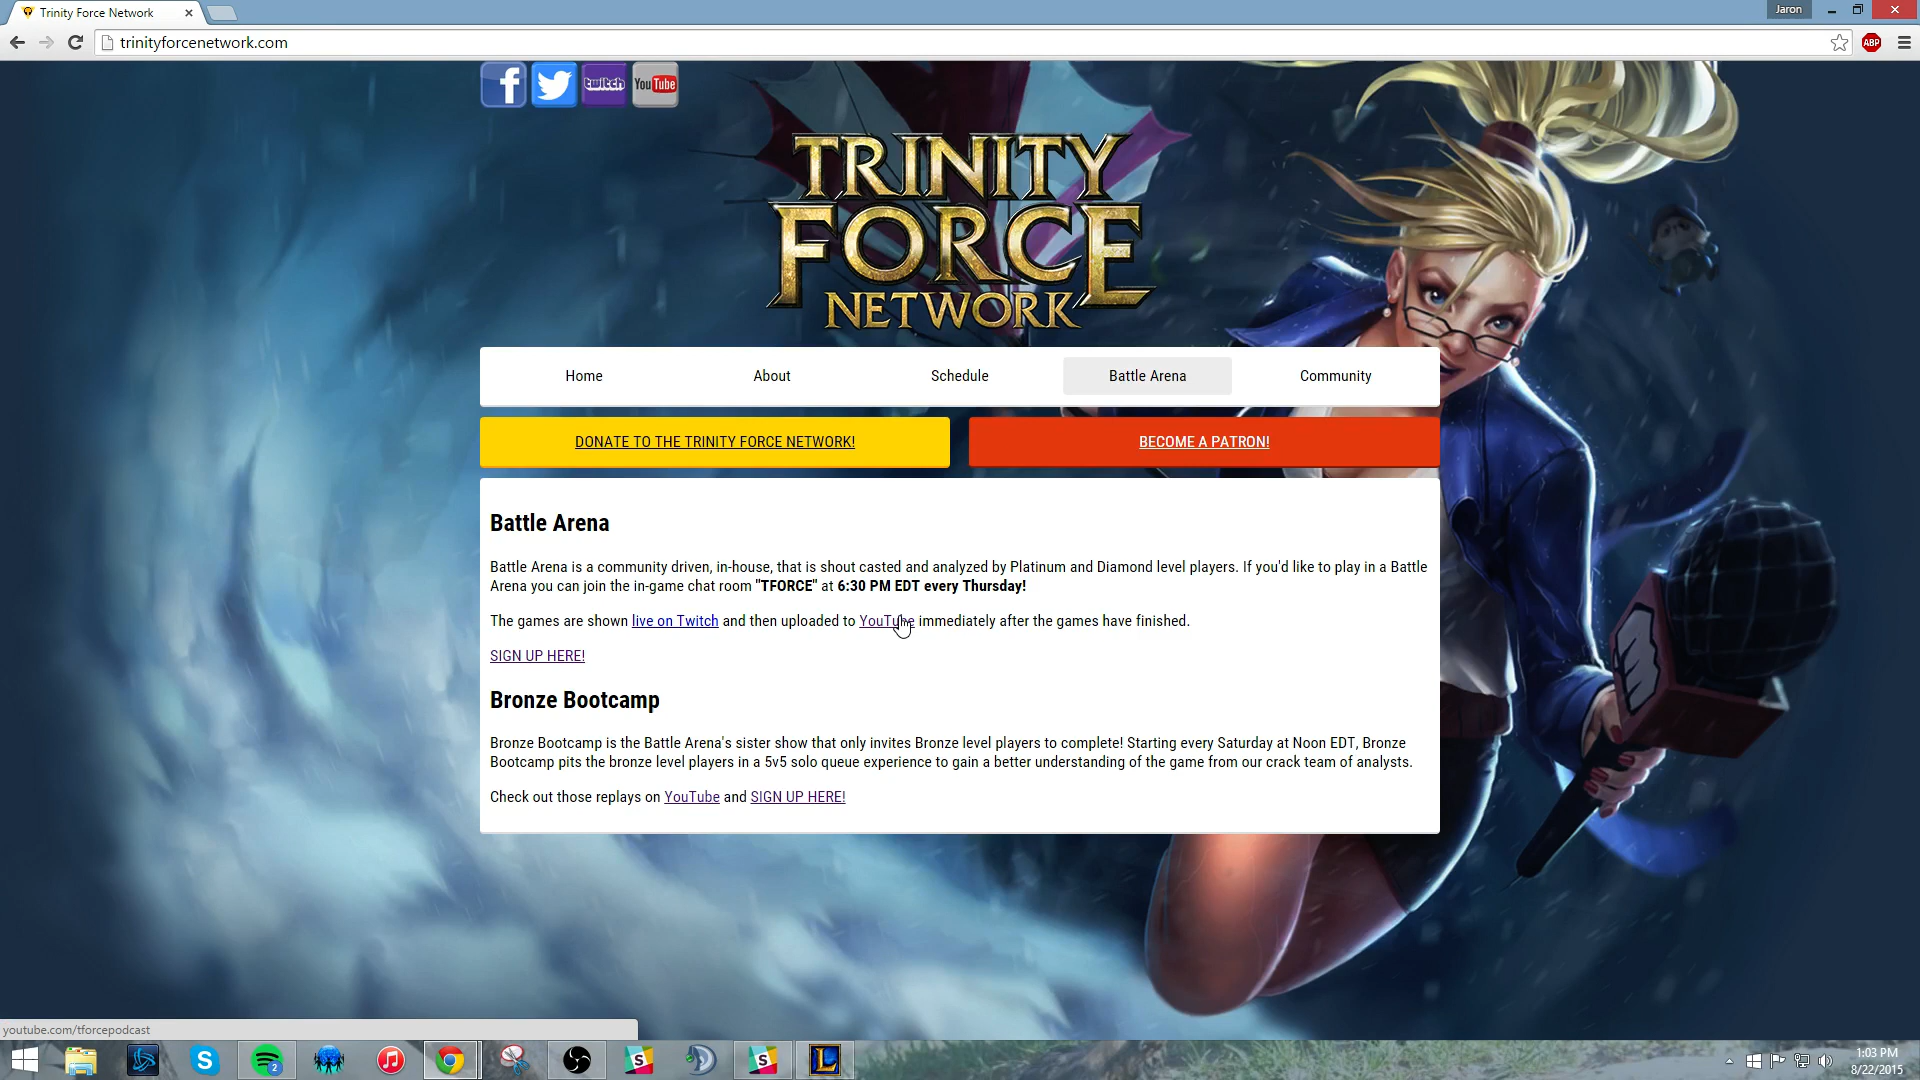 Trinity Force Network
Jaron
trinityforcenetwork.com
ABP
f
twitch
YouTube
TRINITY
FORCE
NETWORK
Home
About
Schedule
Battle Arena
Community
DONATE TO THE TRINITY FORCE NETWORK!
BECOME A PATRON!
Battle Arena
Battle Arena is a community driven, in-house, that is shout casted and analyzed by Platinum and Diamond level players. If you'd like to play in a Battle
Arena you can join the in-game chat room "TFORCE" at 6:30 PM EDT every Thursday!
The games are shown live on Twitch and then uploaded to YouTube immediately after the games have finished.
SIGN UP HERE!
Bronze Bootcamp
Bronze Bootcamp is the Battle Arena's sister show that only invites Bronze level players to complete! Starting every Saturday at Noon EDT, Bronze
Bootcamp pits the bronze level players in a 5v5 solo queue experience to gain a better understanding of the game from our crack team of analysts.
Check out those replays on YouTube and SIGN UP HERE!
youtube.com/tforcepodcast
2
S
S
L
1:03 PM
8/22/2015